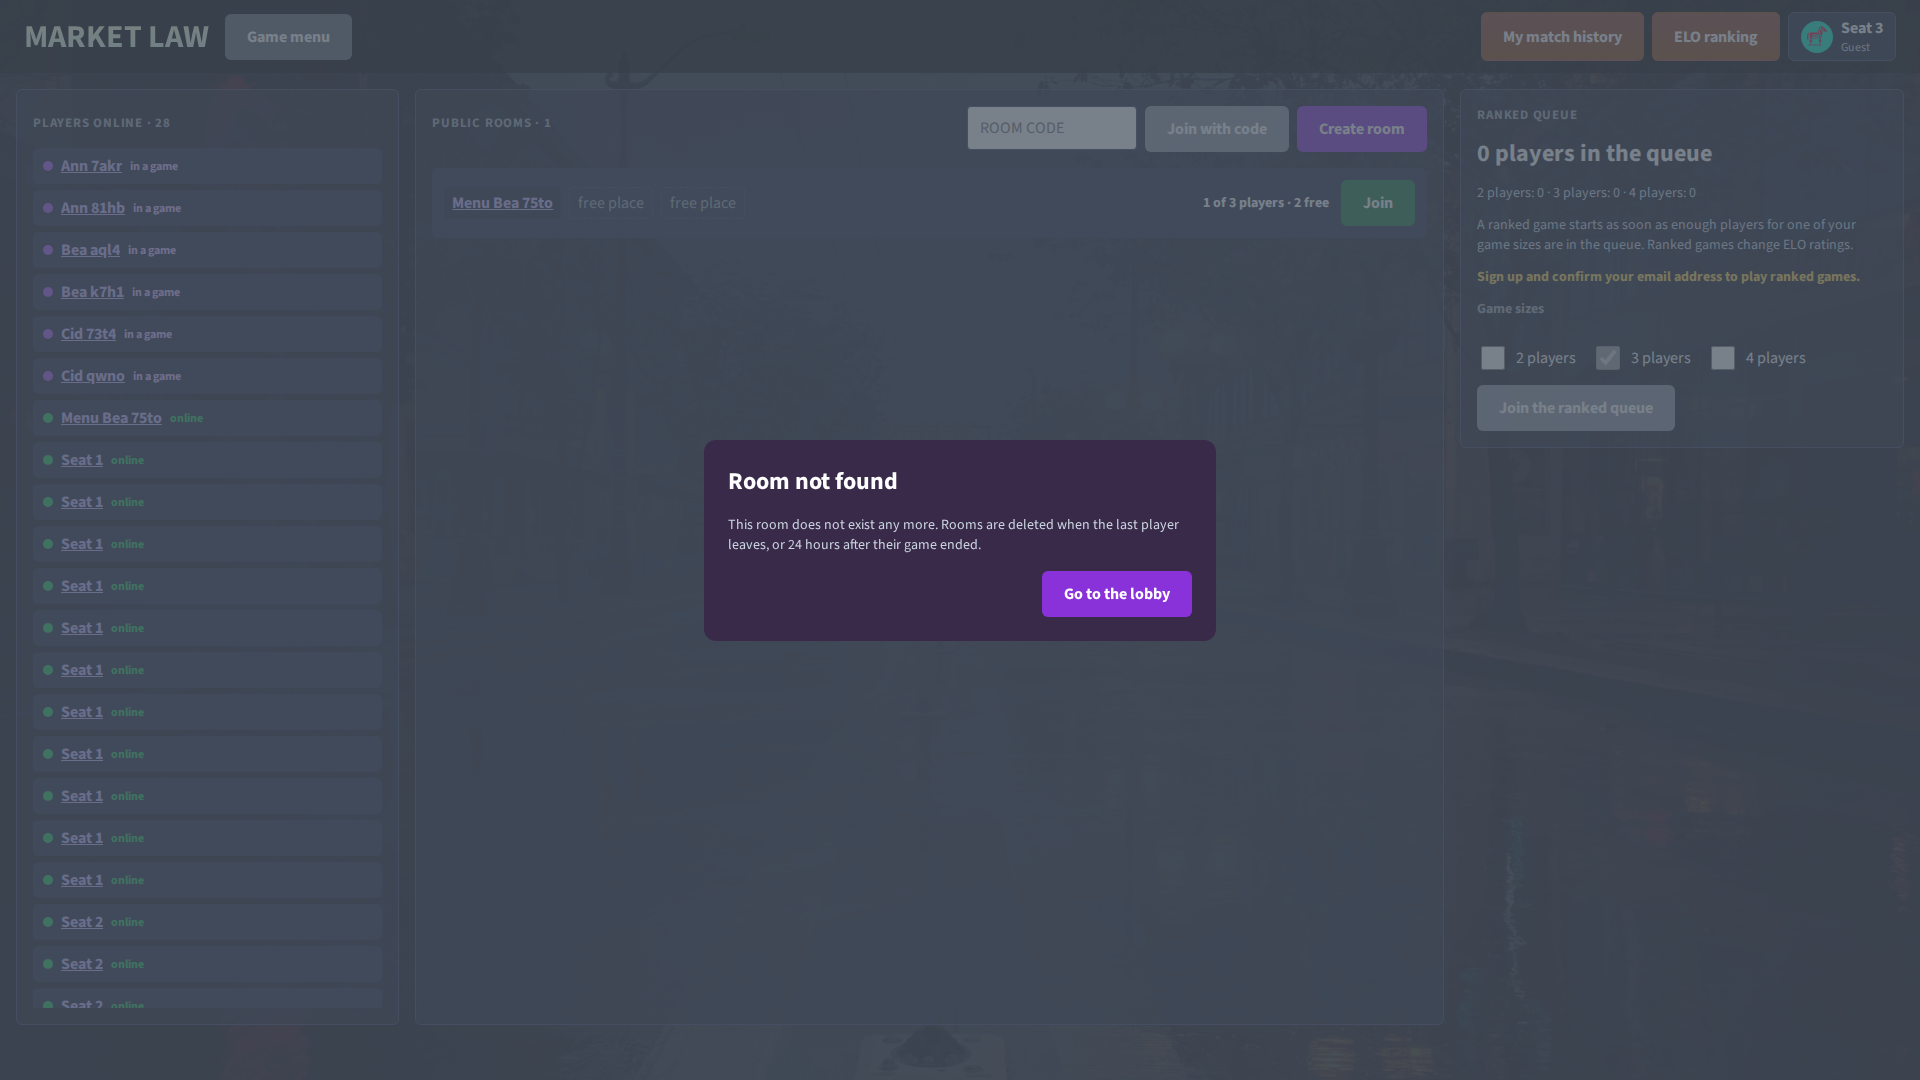 MARKET LAW
Game menu
My match history
ELO ranking
Seat 3
Guest
PLAYERS ONLINE · 28
Ann 7akr in a game
Ann 81hb in a game
Bea aql4 in a game
Bea k7h1 in a game
Cid 73t4 in a game
Cid qwno in a game
Menu Bea 75to online
Seat 1 online
Seat 1 online
Seat 1 online
Seat 1 online
Seat 1 online
Seat 1 online
Seat 1 online
Seat 1 online
Seat 1 online
Seat 1 online
Seat 1 online
Seat 2 online
Seat 2 online
Seat 2 online
PUBLIC ROOMS · 1
ROOM CODE
Join with code
Create room
Menu Bea 75to free place free place 1 of 3 players · 2 free Join
Room not found
This room does not exist any more. Rooms are deleted when the last player
leaves, or 24 hours after their game ended.
Go to the lobby
RANKED QUEUE
0 players in the queue
2 players: 0 · 3 players: 0 · 4 players: 0
A ranked game starts as soon as enough players for one of your
game sizes are in the queue. Ranked games change ELO ratings.
Sign up and confirm your email address to play ranked games.
Game sizes
2 players 3 players 4 players
Join the ranked queue